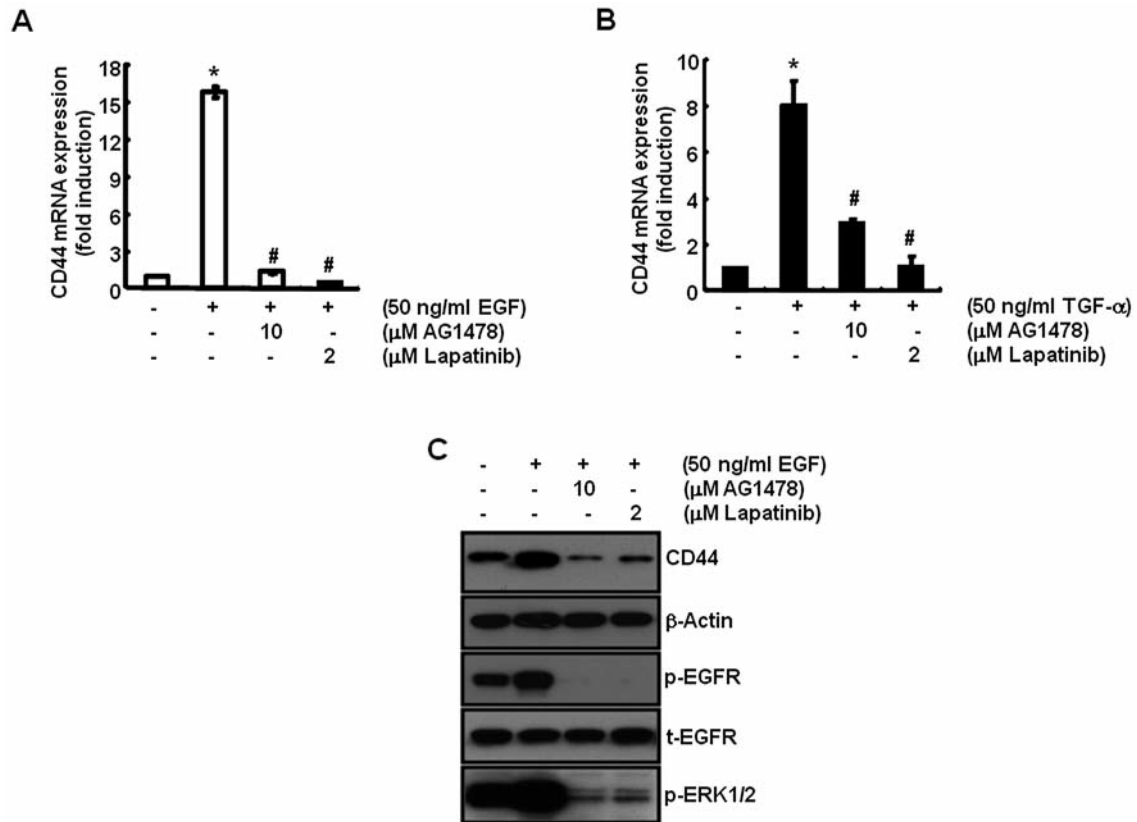 A
CD44 mRNA expression
(fold induction)
18
15
12
9
6
3
0
*
#
#
- + + + (50 ng/ml EGF)
- - 10 - (μM AG1478)
- - - 2 (μM Lapatinib)
B
CD44 mRNA expression
(fold induction)
10
8
6
4
2
0
*
#
#
- + + + (50 ng/ml TGF-α)
- - 10 - (μM AG1478)
- - - 2 (μM Lapatinib)
C
- + + + (50 ng/ml EGF)
- - 10 - (μM AG1478)
- - - 2 (μM Lapatinib)
CD44
β-Actin
p-EGFR
t-EGFR
p-ERK1/2